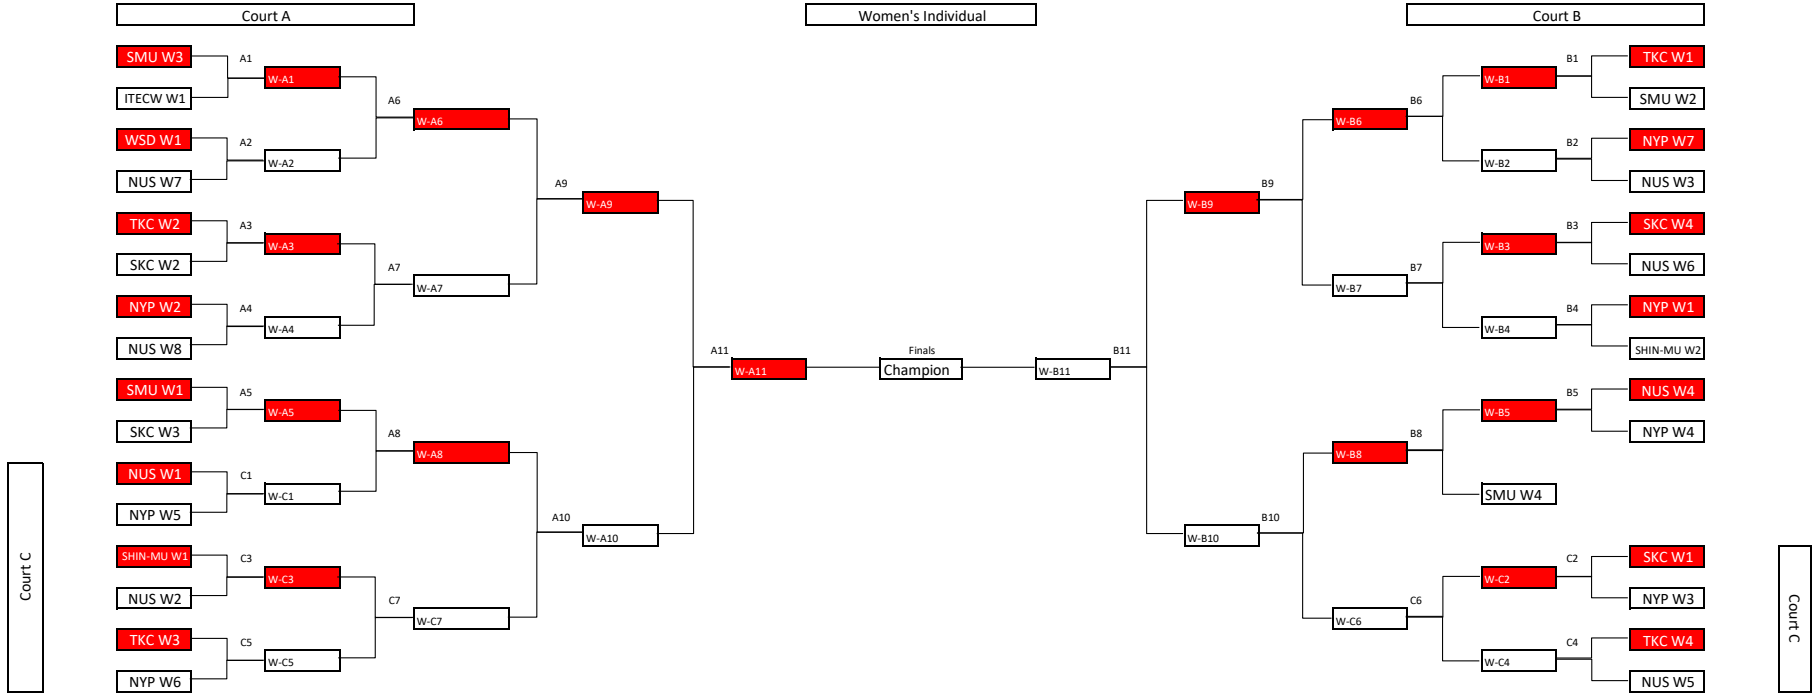 Court A
Women's Individual
Court B
SMU W3
A1
W-A1
ITECW W1
A6
W-A6
WSD W1
A2
W-A2
NUS W7
A9
W-A9
TKC W2
A3
W-A3
SKC W2
A7
W-A7
NYP W2
A4
W-A4
NUS W8
A11
W-A11
SMU W1
A5
W-A5
SKC W3
A8
W-A8
NUS W1
C1
W-C1
NYP W5
A10
W-A10
SHIN-MU W1
C3
W-C3
NUS W2
C7
W-C7
TKC W3
C5
W-C5
NYP W6
Court C
Finals
Champion
B11
W-B11
B1
TKC W1
W-B1
SMU W2
B6
W-B6
B2
NYP W7
W-B2
NUS W3
B9
W-B9
B3
SKC W4
W-B3
NUS W6
B7
W-B7
B4
NYP W1
W-B4
SHIN-MU W2
B5
NUS W4
W-B5
NYP W4
B8
W-B8
SMU W4
B10
W-B10
C2
SKC W1
W-C2
NYP W3
C6
W-C6
C4
TKC W4
W-C4
NUS W5
Court C